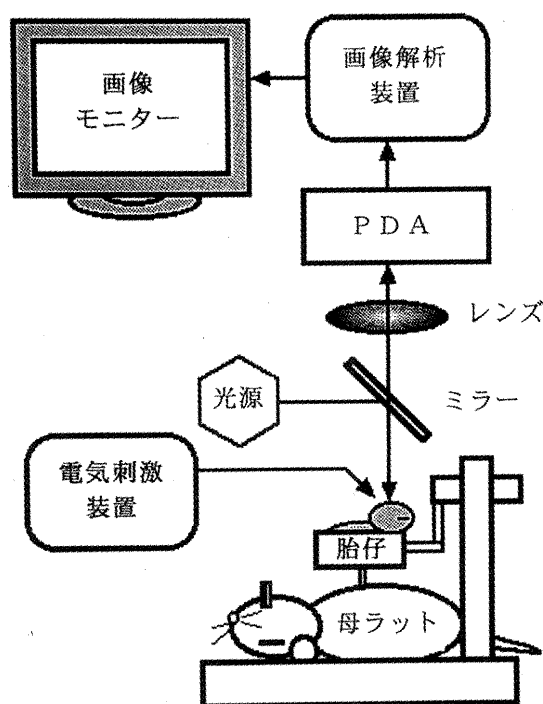 画像
モニター
画像解析
装置
ＰＤＡ
レンズ
ミラー
光源
電気刺激
装置
胎仔
母ラット